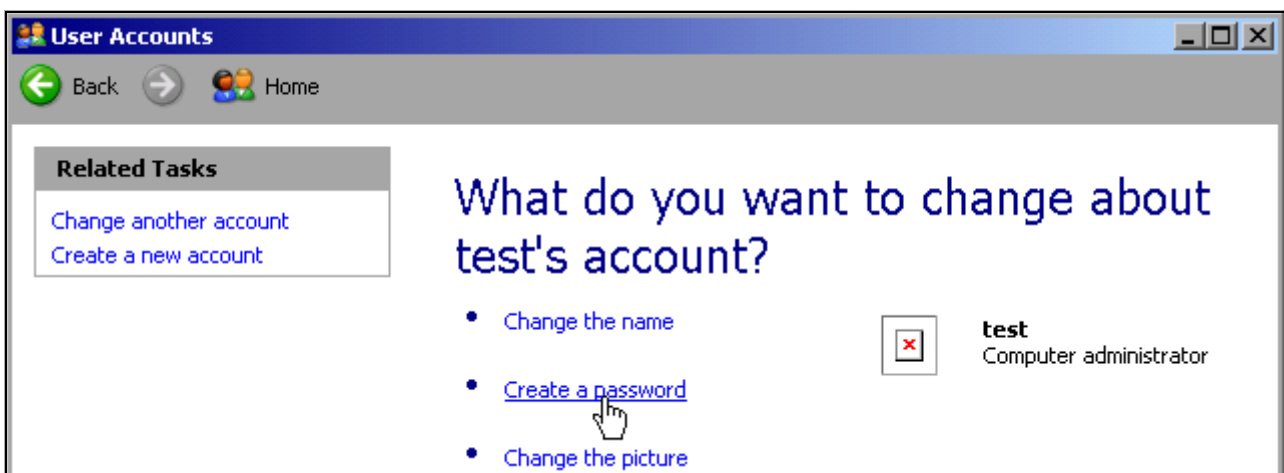 User Accounts
Back Home
Related Tasks
Change another account
Create a new account
What do you want to change about
test's account?
Change the name
test
Computer administrator
Create a password
Change the picture